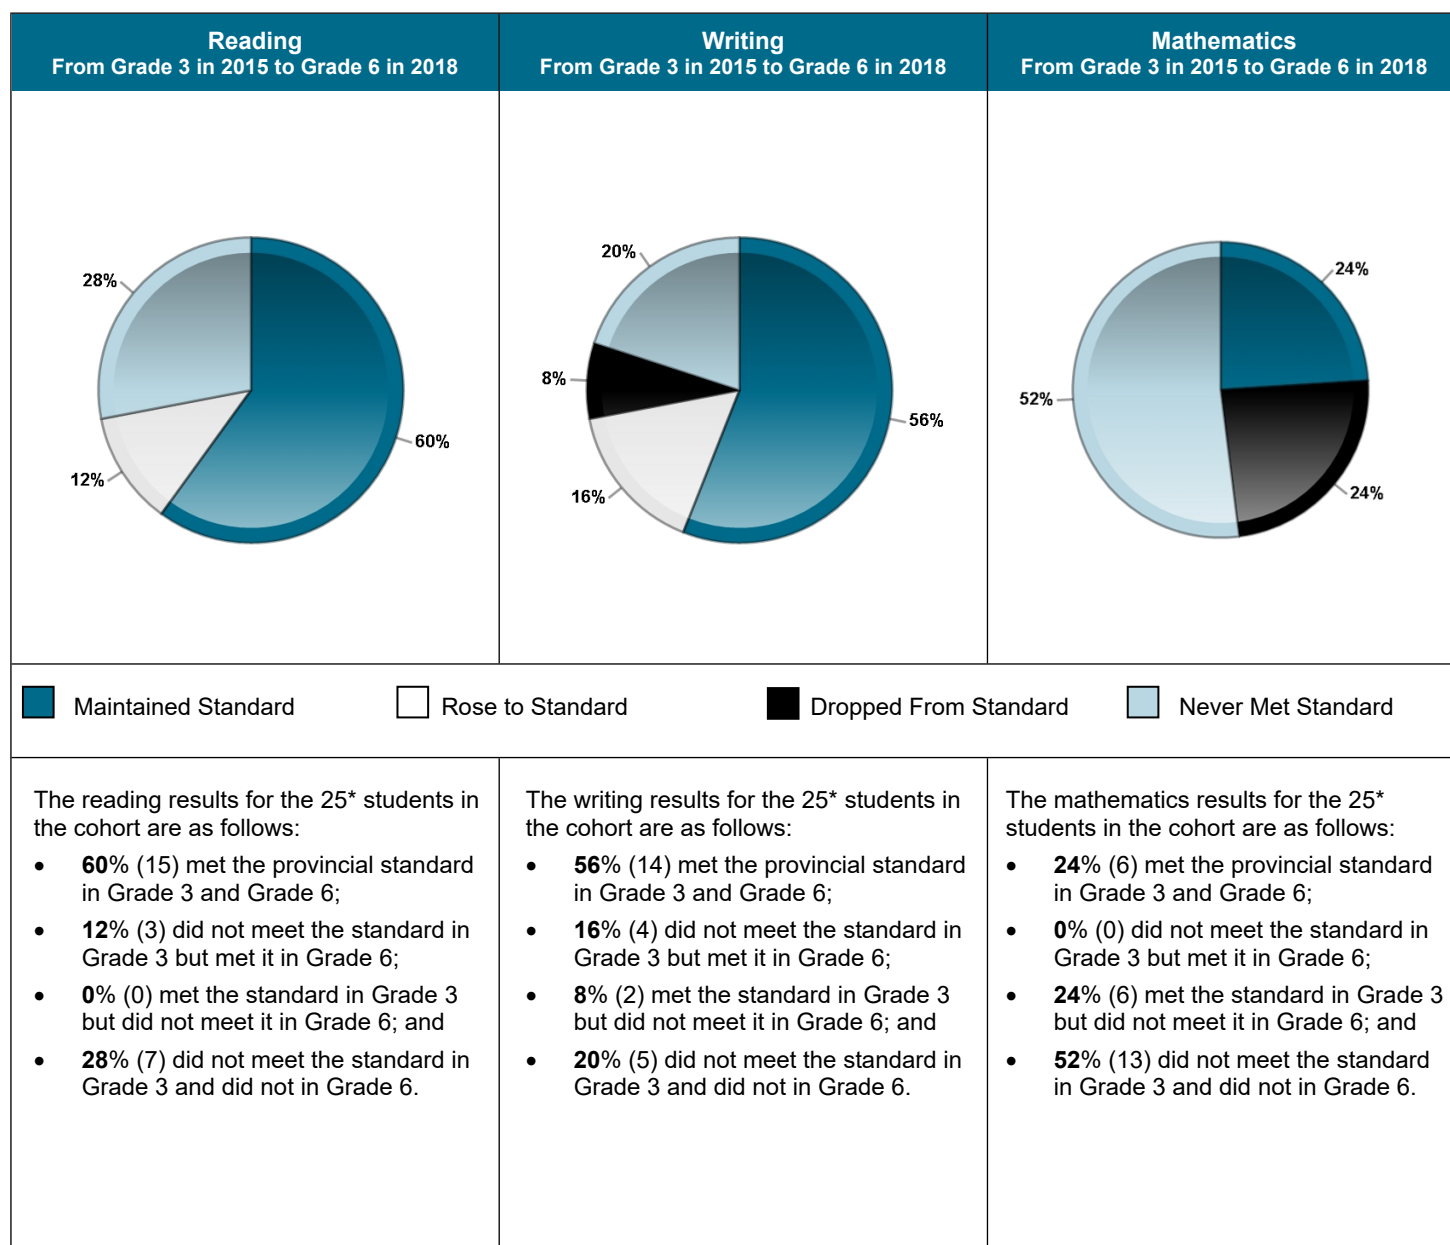 Reading
From Grade 3 in 2015 to Grade 6 in 2018
Writing
From Grade 3 in 2015 to Grade 6 in 2018
Mathematics
From Grade 3 in 2015 to Grade 6 in 2018
28%
60%
12%
20%
8%
56%
16%
24%
52%
24%
Maintained Standard
Rose to Standard
Dropped From Standard
Never Met Standard
The reading results for the 25* students in
the cohort are as follows:
• 60% (15) met the provincial standard
in Grade 3 and Grade 6;
• 12% (3) did not meet the standard in
Grade 3 but met it in Grade 6;
• 0% (0) met the standard in Grade 3
but did not meet it in Grade 6; and
• 28% (7) did not meet the standard in
Grade 3 and did not in Grade 6.
The writing results for the 25* students in
the cohort are as follows:
• 56% (14) met the provincial standard
in Grade 3 and Grade 6;
• 16% (4) did not meet the standard in
Grade 3 but met it in Grade 6;
• 8% (2) met the standard in Grade 3
but did not meet it in Grade 6; and
• 20% (5) did not meet the standard in
Grade 3 and did not in Grade 6.
The mathematics results for the 25*
students in the cohort are as follows:
• 24% (6) met the provincial standard
in Grade 3 and Grade 6;
• 0% (0) did not meet the standard in
Grade 3 but met it in Grade 6;
• 24% (6) met the standard in Grade 3
but did not meet it in Grade 6; and
• 52% (13) did not meet the standard
in Grade 3 and did not in Grade 6.